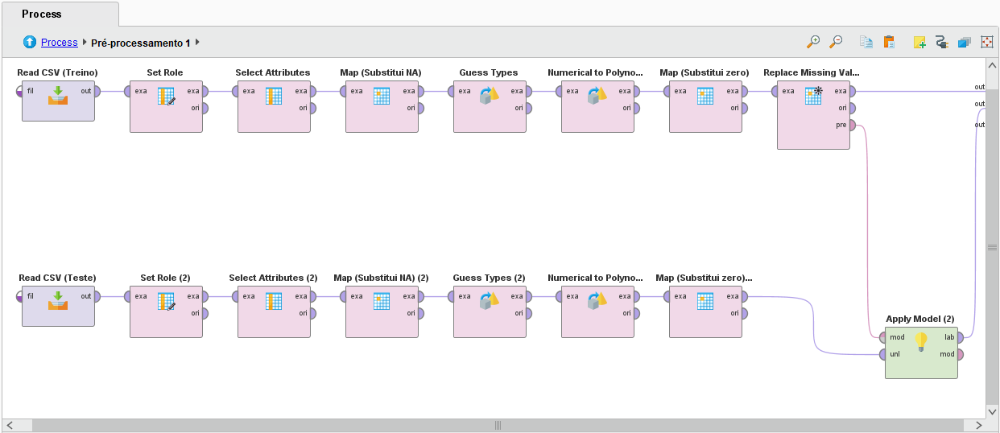 Process
Process ▸ Pré-processamento 1 ▸
Read CSV (Treino)
fil out
Set Role
exa exa
ori
Select Attributes
exa exa
ori
Map (Substitui NA)
exa exa
ori
Guess Types
exa exa
ori
Numerical to Polyno...
exa exa
ori
Map (Substitui zero)
exa exa
ori
Replace Missing Val...
exa exa
ori
pre
out
out
out
Read CSV (Teste)
fil out
Set Role (2)
exa exa
ori
Select Attributes (2)
exa exa
ori
Map (Substitui NA) (2)
exa exa
ori
Guess Types (2)
exa exa
ori
Numerical to Polyno...
exa exa
ori
Map (Substitui zero)...
exa exa
ori
Apply Model (2)
mod lab
unl mod